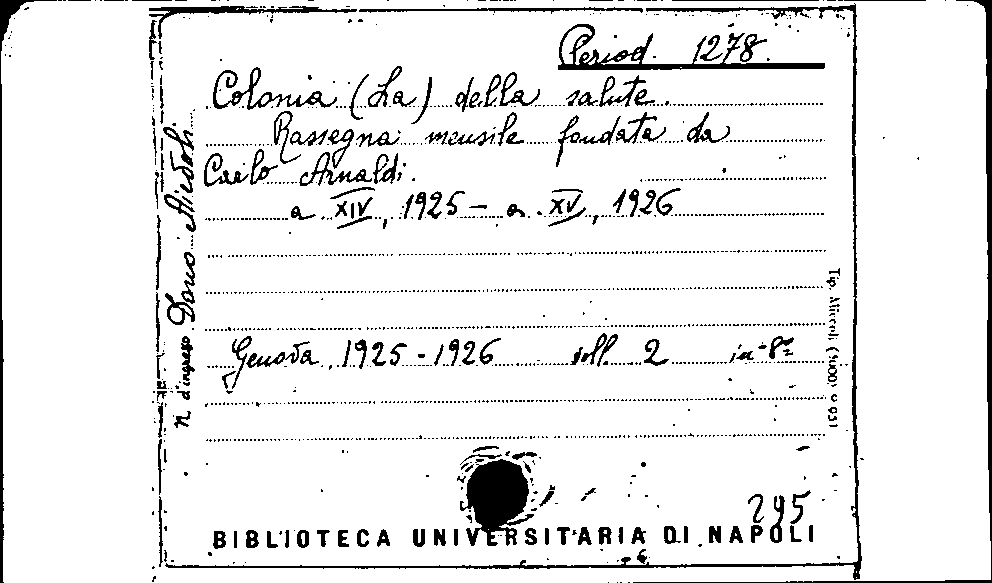 Period. 1278.
Colonia (La) della salute.
Rassegna mensile fondata da
Carlo Arnaldi.
a. XIV, 1925 - a. XV, 1926
Genova 1925-1926 voll. 2 in-8°
N. d'ingresso Dono
Tip.
295
BIBLIOTECA UNIVERSITARIA DI NAPOLI